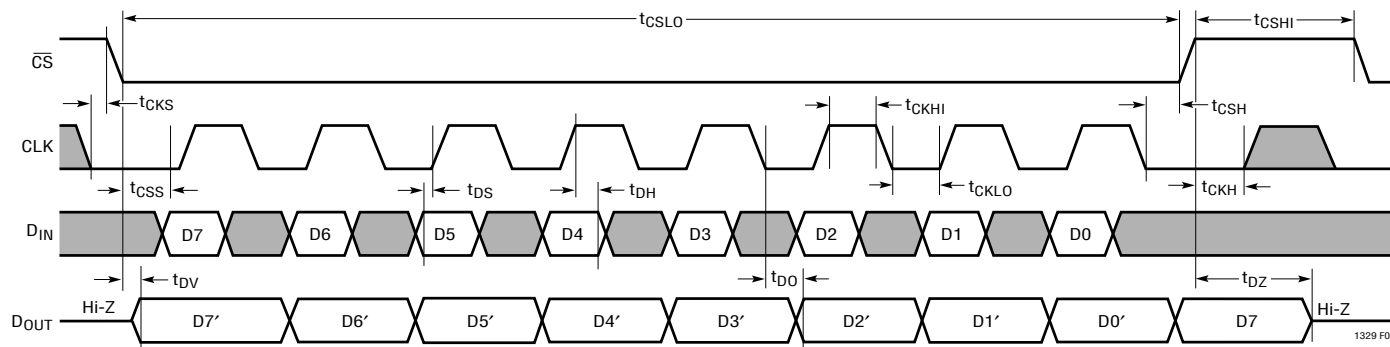 tCSLO
tCSHI
CS
tCKS
tCKHI
tCSH
CLK
tCSS
tDS
tDH
tCKLO
tCKH
DIN
D7
D6
D5
D4
D3
D2
D1
D0
tDV
tDO
tDZ
DOUT
Hi-Z
D7′
D6′
D5′
D4′
D3′
D2′
D1′
D0′
D7
Hi-Z
1329 F0